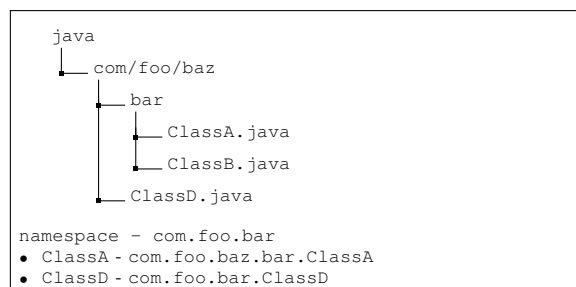 java
com/foo/baz
bar
ClassA.java
ClassB.java
ClassD.java
namespace - com.foo.bar
• ClassA - com.foo.baz.bar.ClassA
• ClassD - com.foo.bar.ClassD